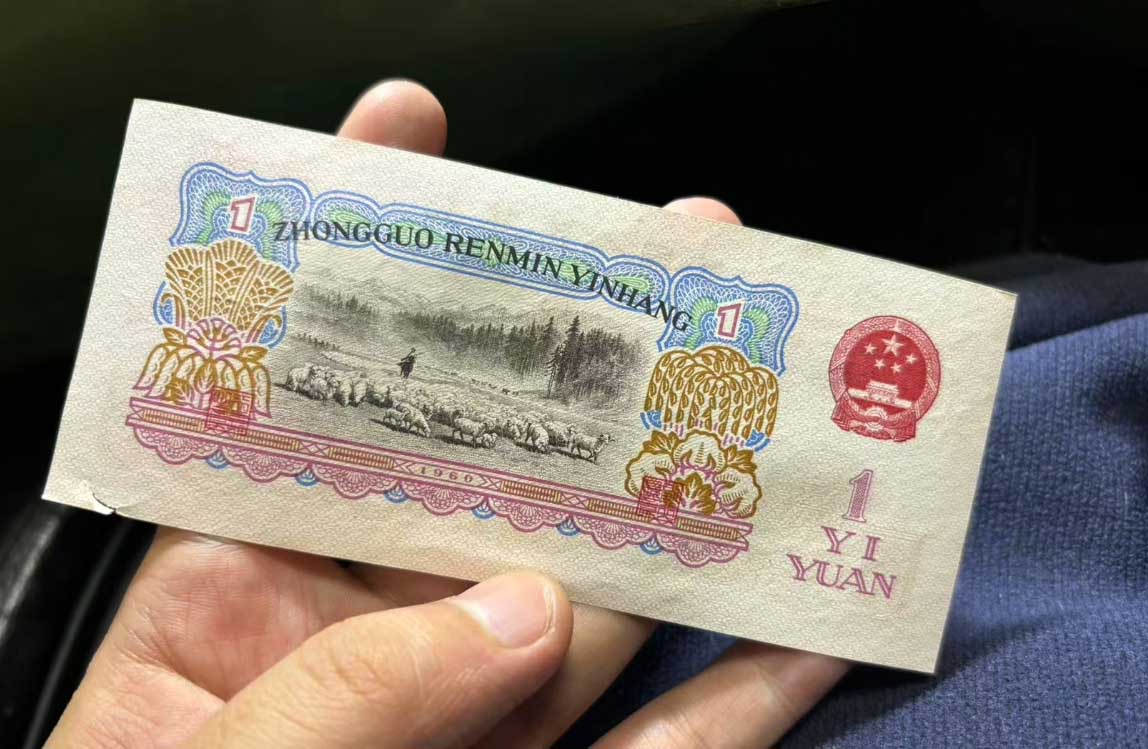 1
ZHONGGUO RENMIN YINHANG
1
1960
1
YI
YUAN